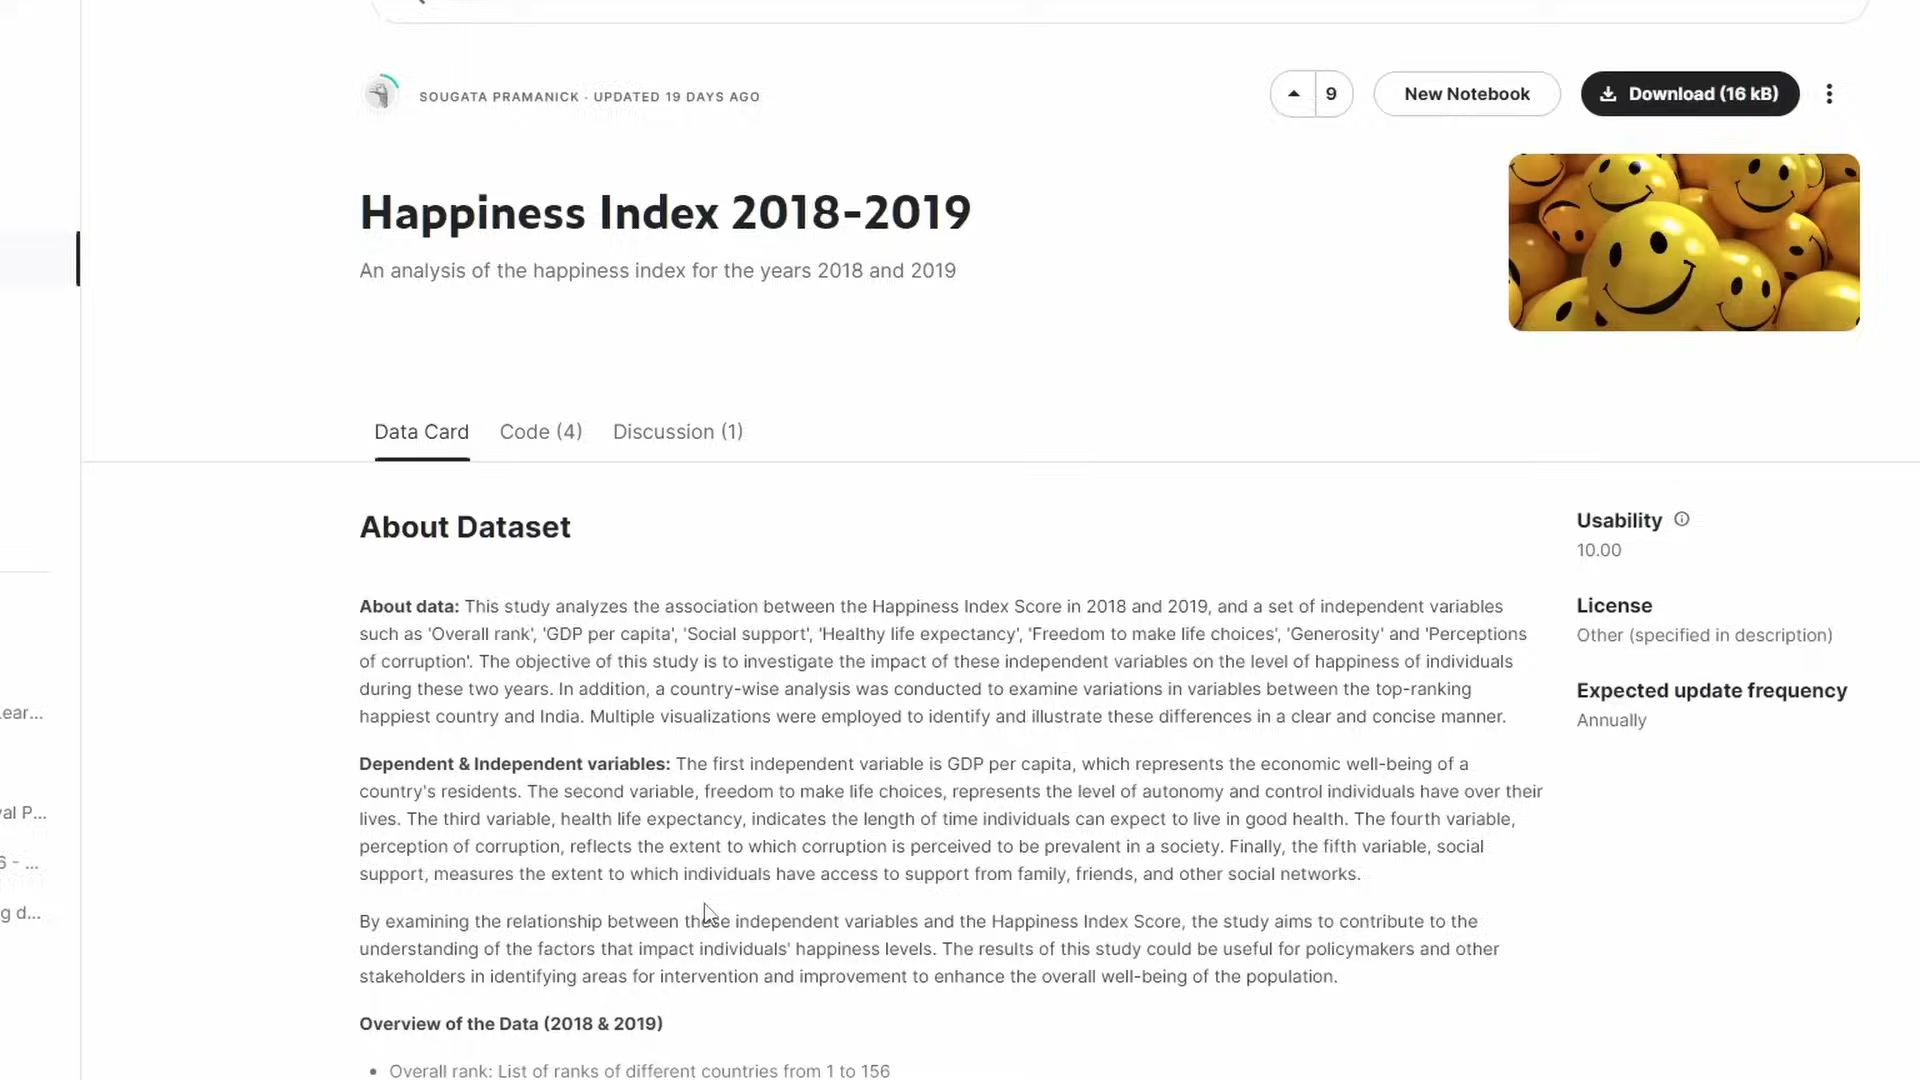 SOUGATA PRAMANICK · UPDATED 19 DAYS AGO
9
New Notebook
Download (16 kB)
Happiness Index 2018-2019
An analysis of the happiness index for the years 2018 and 2019
Data Card
Code (4)
Discussion (1)
About Dataset
About data: This study analyzes the association between the Happiness Index Score in 2018 and 2019, and a set of independent variables
such as 'Overall rank', 'GDP per capita', 'Social support', 'Healthy life expectancy', 'Freedom to make life choices', 'Generosity' and 'Perceptions
of corruption'. The objective of this study is to investigate the impact of these independent variables on the level of happiness of individuals
during these two years. In addition, a country-wise analysis was conducted to examine variations in variables between the top-ranking
happiest country and India. Multiple visualizations were employed to identify and illustrate these differences in a clear and concise manner.
Dependent & Independent variables: The first independent variable is GDP per capita, which represents the economic well-being of a
country's residents. The second variable, freedom to make life choices, represents the level of autonomy and control individuals have over their
lives. The third variable, health life expectancy, indicates the length of time individuals can expect to live in good health. The fourth variable,
perception of corruption, reflects the extent to which corruption is perceived to be prevalent in a society. Finally, the fifth variable, social
support, measures the extent to which individuals have access to support from family, friends, and other social networks.
By examining the relationship between these independent variables and the Happiness Index Score, the study aims to contribute to the
understanding of the factors that impact individuals' happiness levels. The results of this study could be useful for policymakers and other
stakeholders in identifying areas for intervention and improvement to enhance the overall well-being of the population.
Overview of the Data (2018 & 2019)
• Overall rank: List of ranks of different countries from 1 to 156
Usability
10.00
License
Other (specified in description)
Expected update frequency
Annually
ear...
al P...
6 - ...
g d...